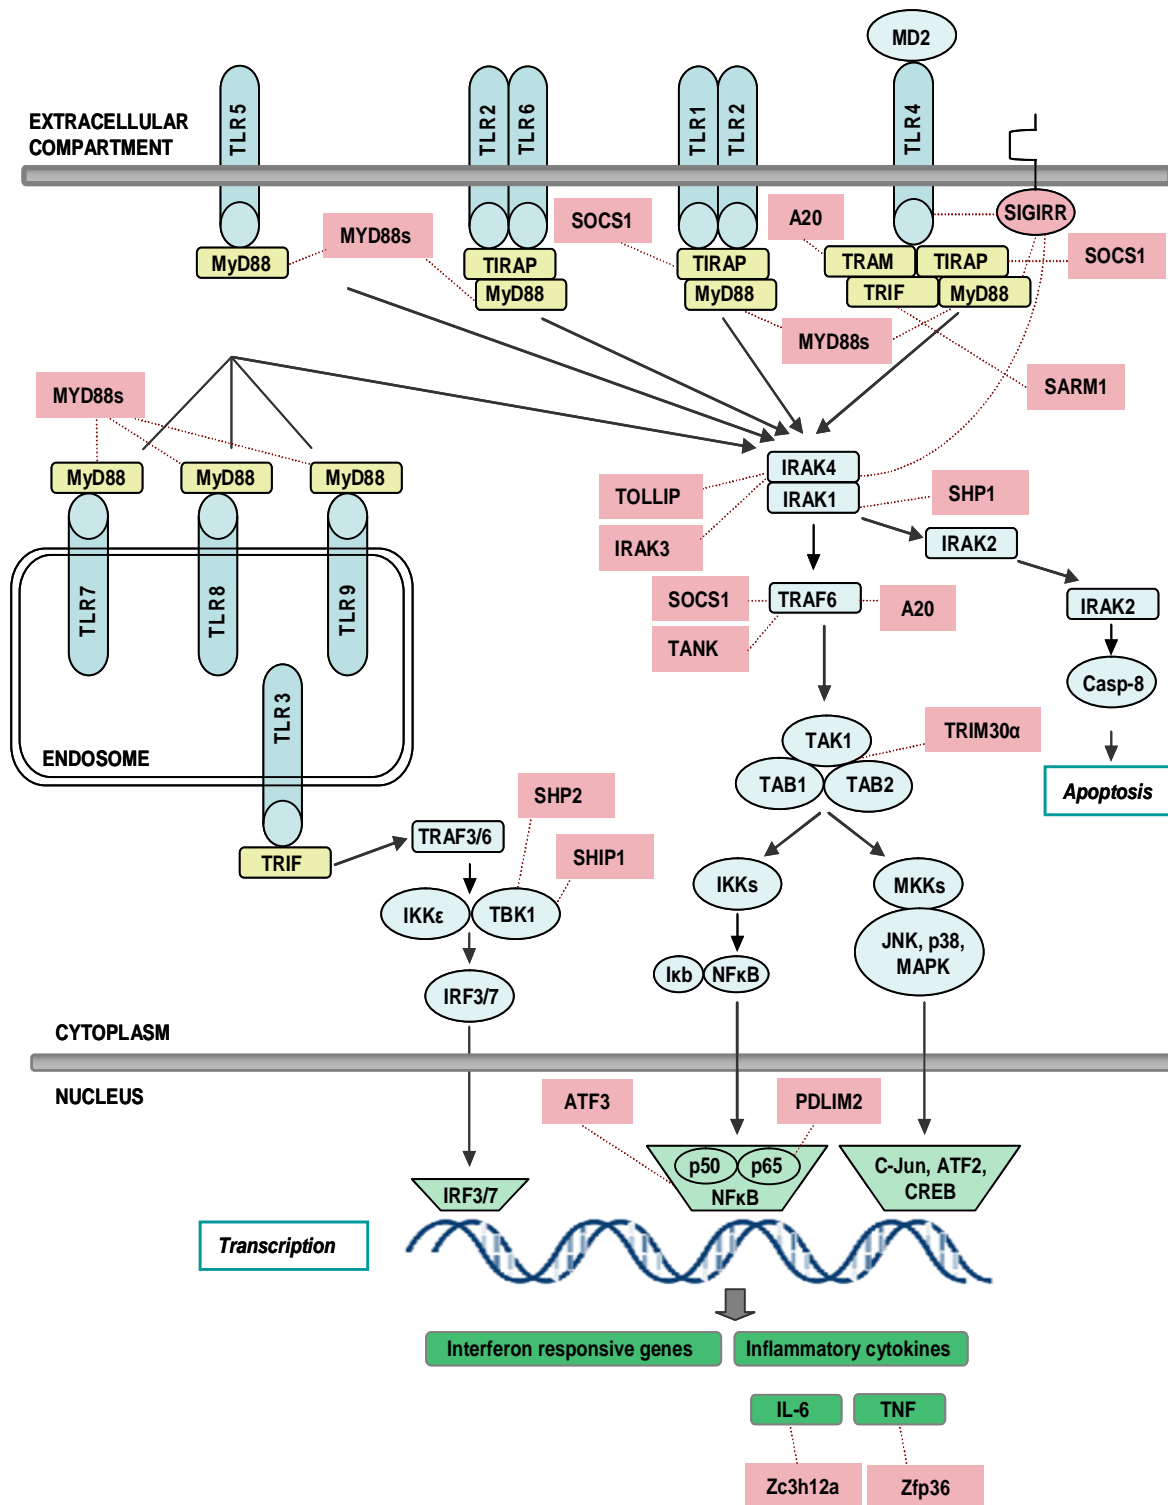 MD2
TLR5
TLR2
TLR6
TLR1
TLR2
TLR4
EXTRACELLULAR
COMPARTMENT
SIGIRR
A20
SOCS1
MYD88s
SOCS1
MyD88
TIRAP
MyD88
TIRAP
MyD88
TRAM
TIRAP
TRIF
MyD88
MYD88s
SARM1
MYD88s
MyD88
MyD88
MyD88
IRAK4
IRAK1
TOLLIP
SHP1
IRAK3
IRAK2
TLR7
TLR8
TLR9
SOCS1
TRAF6
A20
IRAK2
TANK
Casp-8
TLR3
TAK1
TRIM30α
ENDOSOME
TAB1
TAB2
Apoptosis
SHP2
TRAF3/6
SHIP1
TRIF
IKKs
MKKs
IKKε
TBK1
JNK, p38,
MAPK
Iκb
NFκB
IRF3/7
CYTOPLASM
NUCLEUS
ATF3
PDLIM2
p50
p65
NFκB
C-Jun, ATF2,
CREB
IRF3/7
Transcription
Interferon responsive genes
Inflammatory cytokines
IL-6
TNF
Zc3h12a
Zfp36